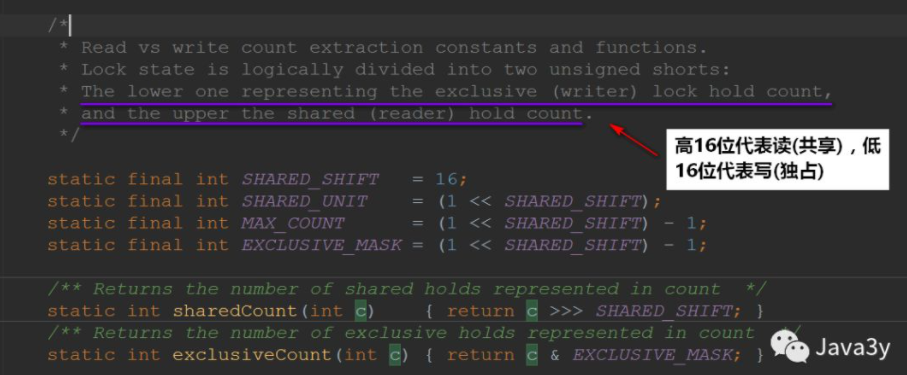 /*
* Read vs write count extraction constants and functions.
* Lock state is logically divided into two unsigned shorts:
* The lower one representing the exclusive (writer) lock hold count,
* and the upper the shared (reader) hold count.
*/
高16位代表读(共享)，低
16位代表写(独占)
static final int SHARED_SHIFT = 16;
static final int SHARED_UNIT = (1 << SHARED_SHIFT);
static final int MAX_COUNT = (1 << SHARED_SHIFT) - 1;
static final int EXCLUSIVE_MASK = (1 << SHARED_SHIFT) - 1;
/** Returns the number of shared holds represented in count */
static int sharedCount(int c) { return c >>> SHARED_SHIFT; }
/** Returns the number of exclusive holds represented in count */
static int exclusiveCount(int c) { return c & EXCLUSIVE_MASK; }
Java3y